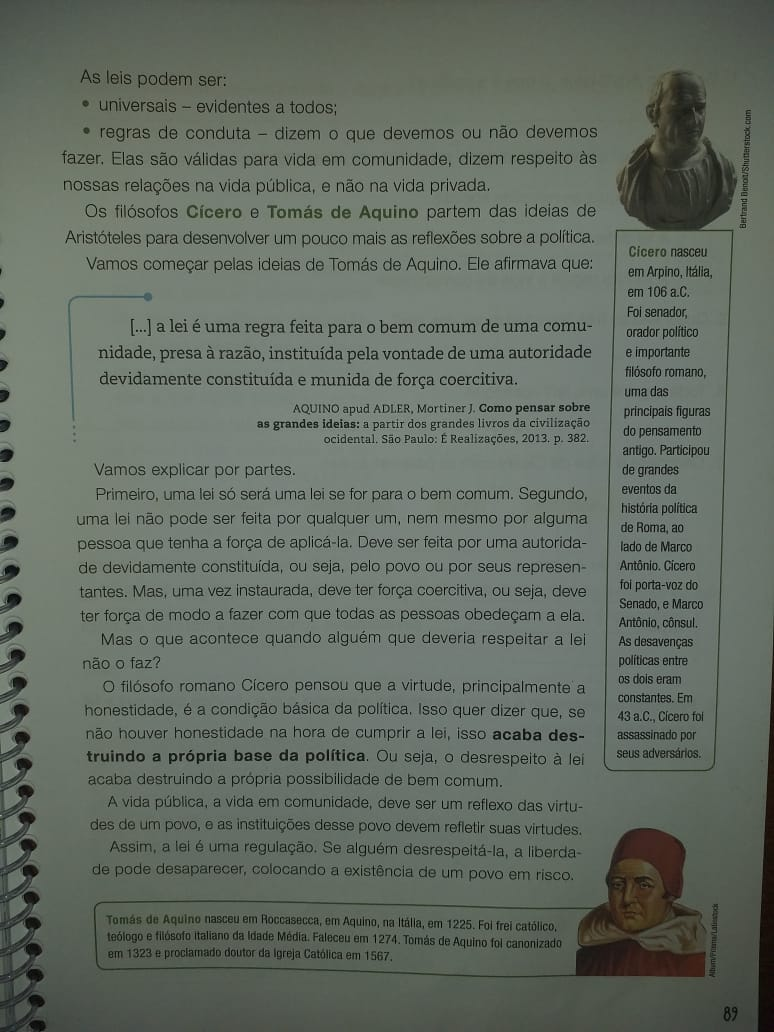 As leis podem ser:
• universais – evidentes a todos;
• regras de conduta – dizem o que devemos ou não devemos
fazer. Elas são válidas para vida em comunidade, dizem respeito às
nossas relações na vida pública, e não na vida privada.
Os filósofos Cícero e Tomás de Aquino partem das ideias de
Aristóteles para desenvolver um pouco mais as reflexões sobre a política.
Vamos começar pelas ideias de Tomás de Aquino. Ele afirmava que:
[...] a lei é uma regra feita para o bem comum de uma comu-
nidade, presa à razão, instituída pela vontade de uma autoridade
devidamente constituída e munida de força coercitiva.
AQUINO apud ADLER, Mortiner J. Como pensar sobre
as grandes ideias: a partir dos grandes livros da civilização
ocidental. São Paulo: É Realizações, 2013. p. 382.
Vamos explicar por partes.
Primeiro, uma lei só será uma lei se for para o bem comum. Segundo,
uma lei não pode ser feita por qualquer um, nem mesmo por alguma
pessoa que tenha a força de aplicá-la. Deve ser feita por uma autorida-
de devidamente constituída, ou seja, pelo povo ou por seus represen-
tantes. Mas, uma vez instaurada, deve ter força coercitiva, ou seja, deve
ter força de modo a fazer com que todas as pessoas obedeçam a ela.
Mas o que acontece quando alguém que deveria respeitar a lei
não o faz?
O filósofo romano Cícero pensou que a virtude, principalmente a
honestidade, é a condição básica da política. Isso quer dizer que, se
não houver honestidade na hora de cumprir a lei, isso acaba des-
truindo a própria base da política. Ou seja, o desrespeito à lei
acaba destruindo a própria possibilidade de bem comum.
A vida pública, a vida em comunidade, deve ser um reflexo das virtu-
des de um povo, e as instituições desse povo devem refletir suas virtudes.
Assim, a lei é uma regulação. Se alguém desrespeitá-la, a liberda-
de pode desaparecer, colocando a existência de um povo em risco.
Bertrand Benoit/Shutterstock.com
Cícero nasceu
em Arpino, Itália,
em 106 a.C.
Foi senador,
orador político
e importante
filósofo romano,
uma das
principais figuras
do pensamento
antigo. Participou
de grandes
eventos da
história política
de Roma, ao
lado de Marco
Antônio. Cícero
foi porta-voz do
Senado, e Marco
Antônio, cônsul.
As desavenças
políticas entre
os dois eram
constantes. Em
43 a.C., Cícero foi
assassinado por
seus adversários.
Tomás de Aquino nasceu em Roccasecca, em Aquino, na Itália, em 1225. Foi frei católico,
teólogo e filósofo italiano da Idade Média. Faleceu em 1274. Tomás de Aquino foi canonizado
em 1323 e proclamado doutor da Igreja Católica em 1567.
Album/Prisma/Latinstock
89